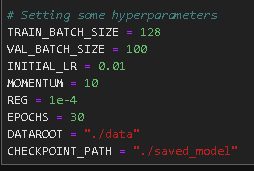 # Setting some hyperparameters
TRAIN_BATCH_SIZE = 128
VAL_BATCH_SIZE = 100
INITIAL_LR = 0.01
MOMENTUM = 10
REG = 1e-4
EPOCHS = 30
DATAROOT = "./data"
CHECKPOINT_PATH = "./saved_model"